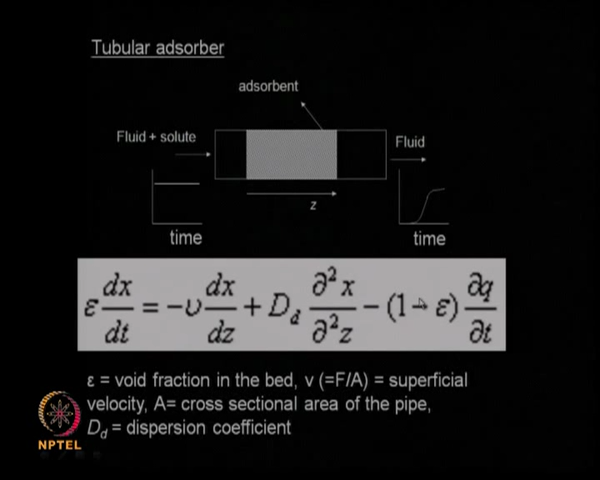 Tubular adsorber
adsorbent
Fluid + solute
Fluid
z
time
time
ε dx/dt = -υ dx/dz + D_d ∂²x/∂²z - (1 - ε) ∂q/∂t
ε = void fraction in the bed, v (=F/A) = superficial
velocity, A= cross sectional area of the pipe,
D_d = dispersion coefficient
NPTEL